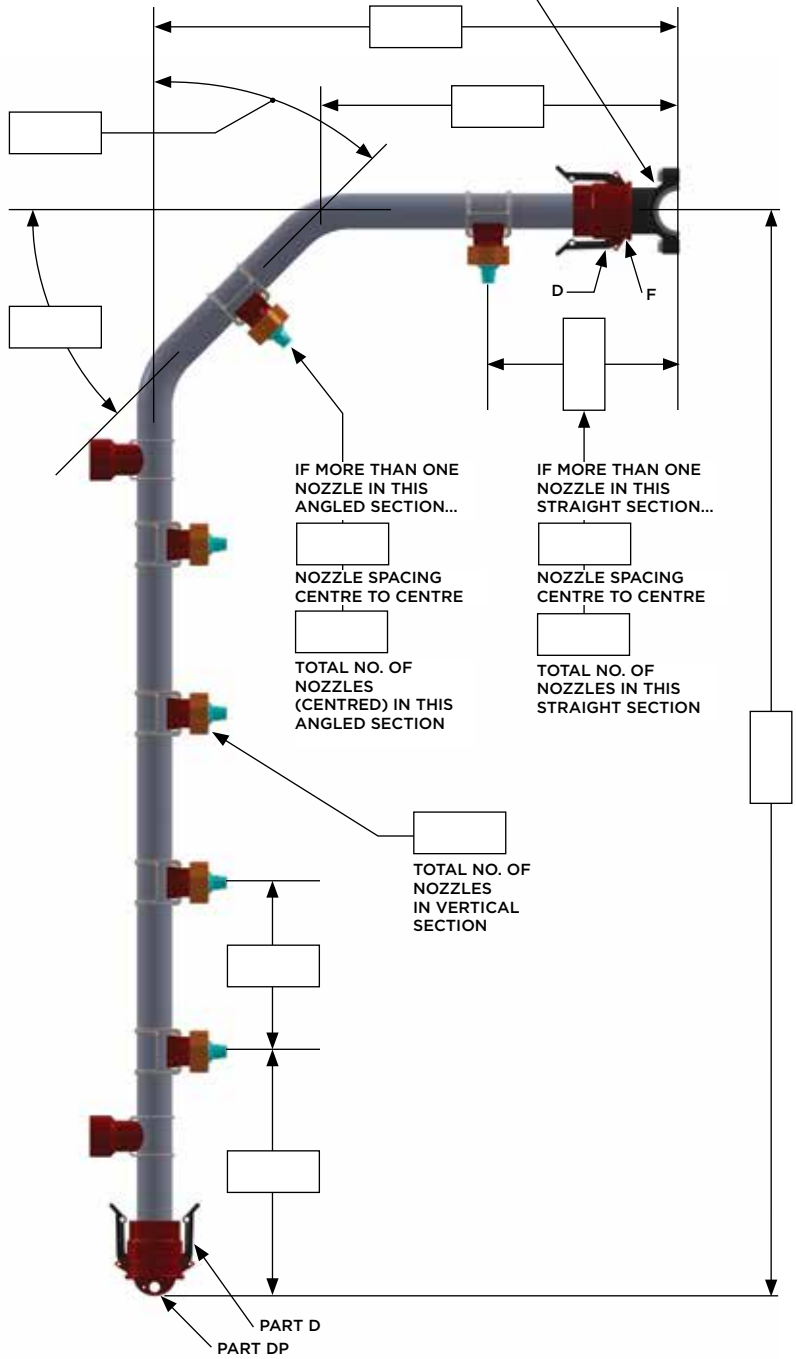 D
F
IF MORE THAN ONE
NOZZLE IN THIS
ANGLED SECTION...
NOZZLE SPACING
CENTRE TO CENTRE
TOTAL NO. OF
NOZZLES
(CENTRED) IN THIS
ANGLED SECTION
IF MORE THAN ONE
NOZZLE IN THIS
STRAIGHT SECTION...
NOZZLE SPACING
CENTRE TO CENTRE
TOTAL NO. OF
NOZZLES IN THIS
STRAIGHT SECTION
TOTAL NO. OF
NOZZLES
IN VERTICAL
SECTION
PART D
PART DP